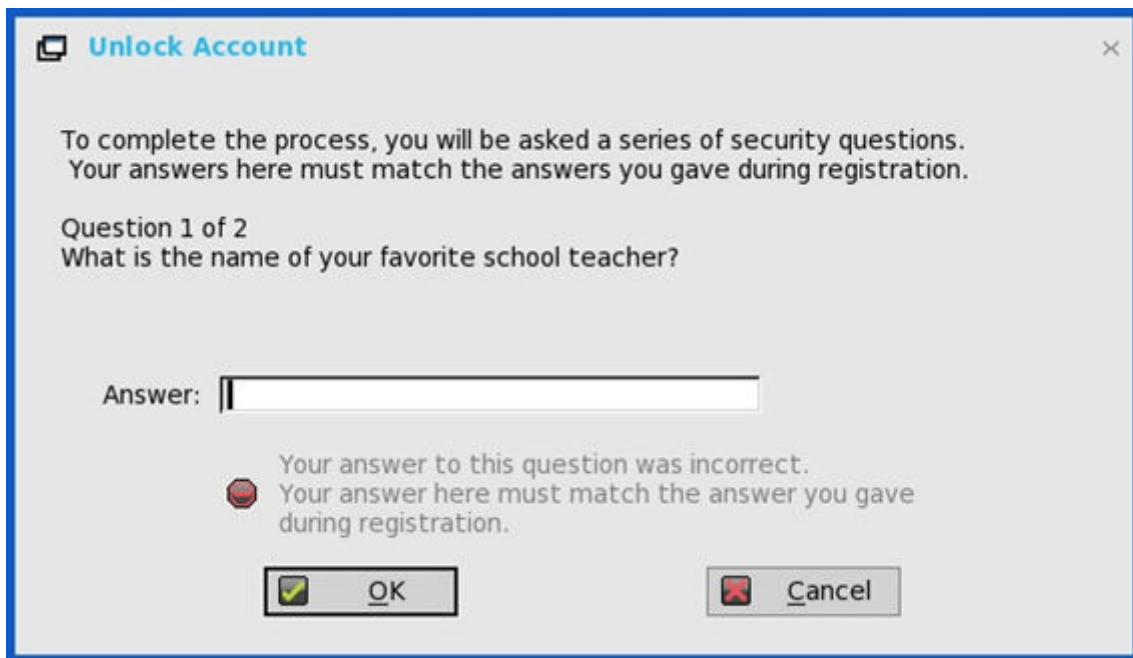 Unlock Account
To complete the process, you will be asked a series of security questions.
Your answers here must match the answers you gave during registration.
Question 1 of 2
What is the name of your favorite school teacher?
Answer:
Your answer to this question was incorrect.
Your answer here must match the answer you gave
during registration.
OK
Cancel